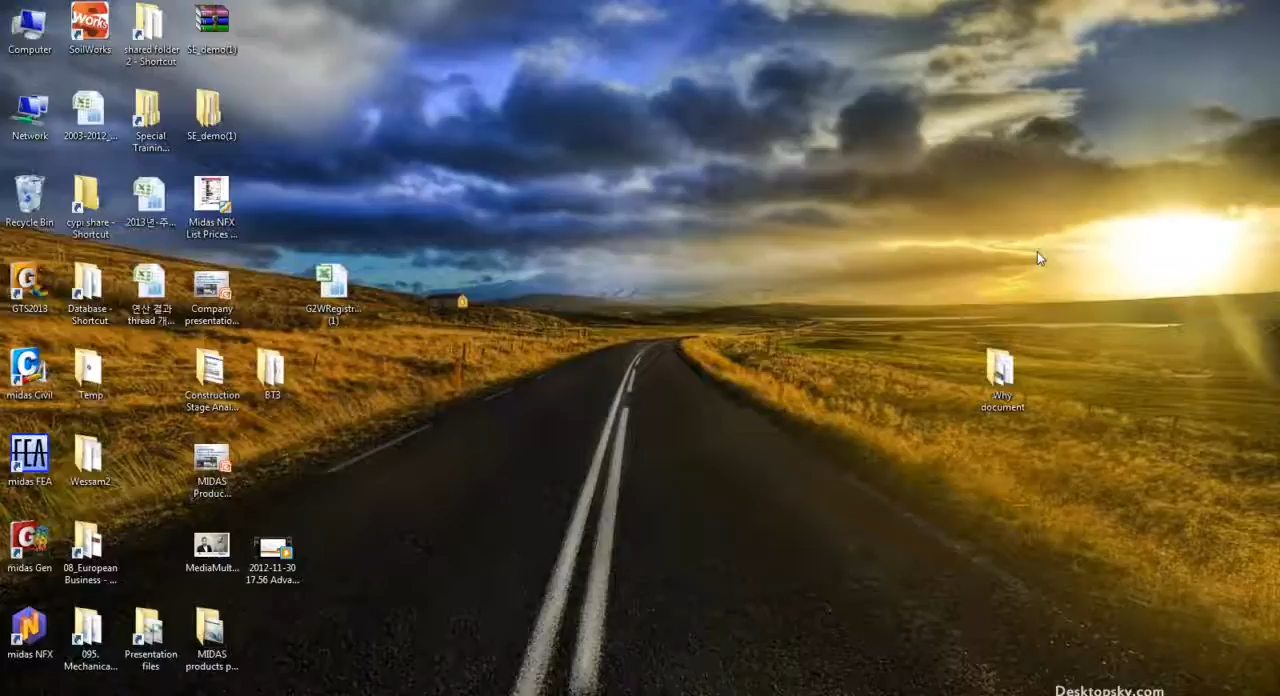 Computer
Works
SoilWorks
shared folder
2 - Shortcut
SE_demo(1)
Network
2003-2012_...
Special
Trainin...
SE_demo(1)
Recycle Bin
cypi share -
Shortcut
2013년-주...
Midas NFX
List Prices ...
G
GTS2013
Database -
Shortcut
연산 결과
thread 개...
Company
presentatio...
G2WRegistr...
(1)
C
midas Civil
Temp
Construction
Stage Anal...
BT3
Why
document
FEA
midas FEA
Wessam2
MIDAS
Produc...
G
midas Gen
08_European
Business - ...
MediaMult...
2012-11-30
17.56 Adva...
N
midas NFX
095.
Mechanica...
Presentation
files
MIDAS
products p...
Desktopsky.com